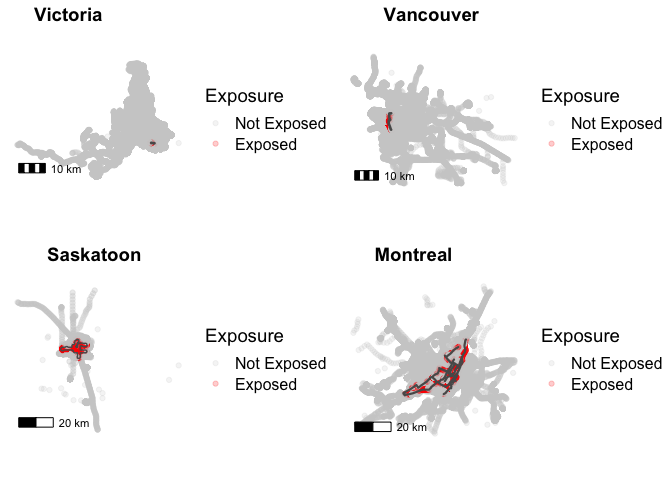 Victoria
Exposure
Not Exposed
Exposed
10 km
Vancouver
Exposure
Not Exposed
Exposed
10 km
Saskatoon
Exposure
Not Exposed
Exposed
20 km
Montreal
Exposure
Not Exposed
Exposed
20 km